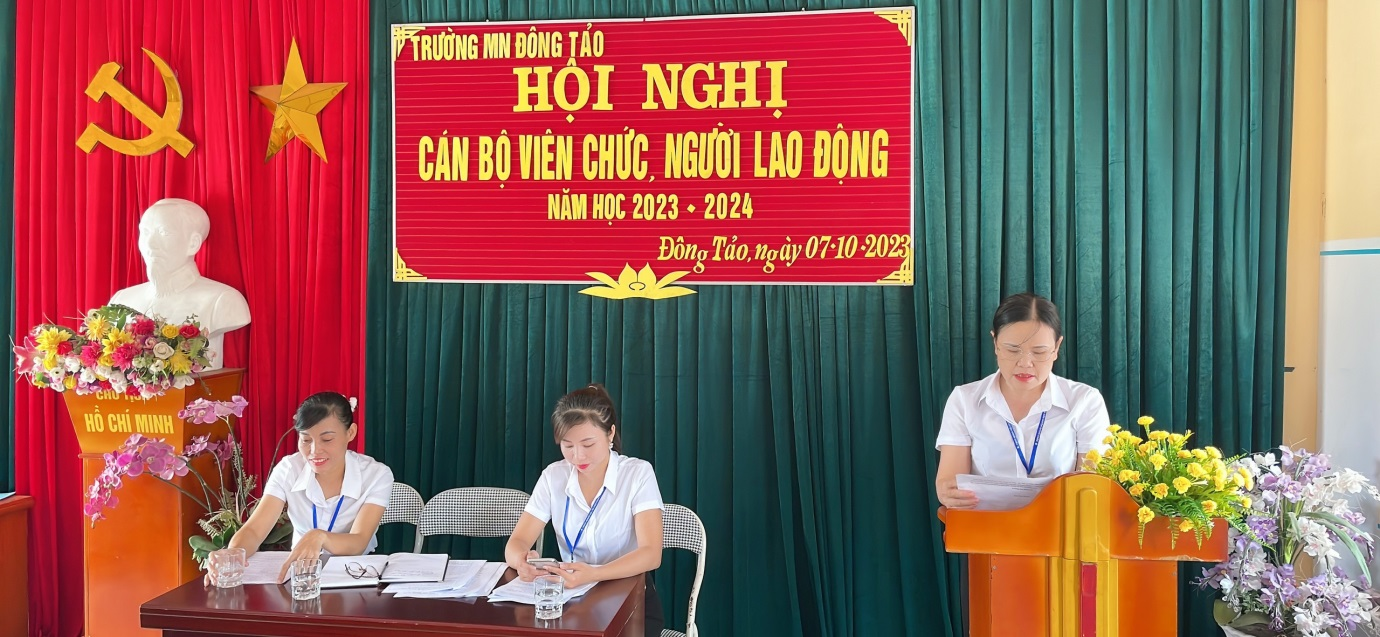 TRƯỜNG MN ĐÔNG TẢO
HỘI NGHỊ
CÁN BỘ VIÊN CHỨC, NGƯỜI LAO ĐỘNG
NĂM HỌC 2023 - 2024
Đông Tảo, ngày 07-10-2023
HỒ CHÍ MINH